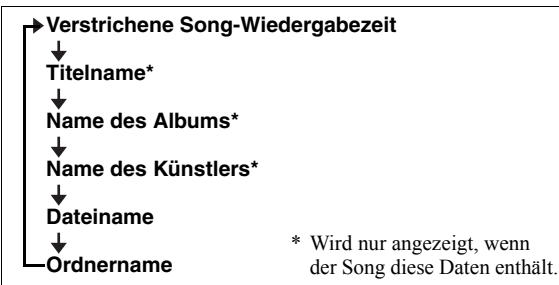 Verstrichene Song-Wiedergabezeit
Titelname*
Name des Albums*
Name des Künstlers*
Dateiname
Ordnername
* Wird nur angezeigt, wenn
der Song diese Daten enthält.